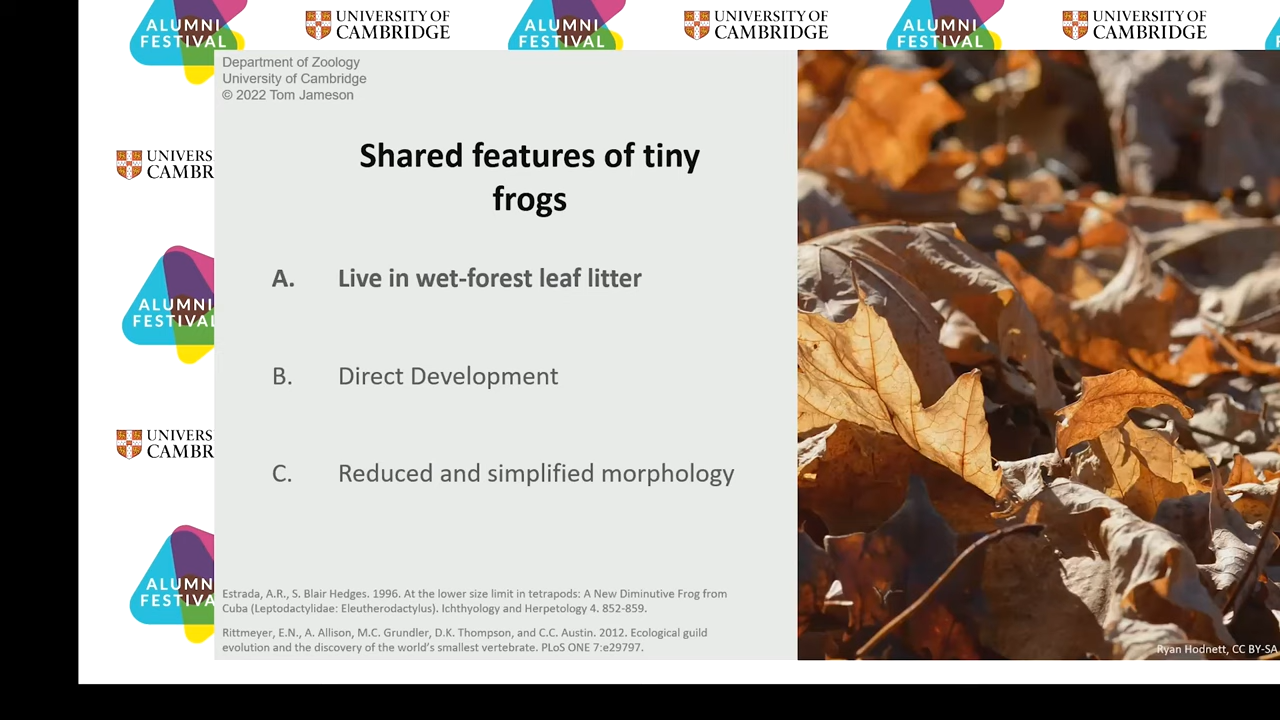 ALUMNI
FESTIVAL
UNIVERSITY OF
CAMBRIDGE
ALUMNI
FESTIVAL
UNIVERSITY OF
CAMBRIDGE
ALUMNI
FESTIVAL
UNIVERSITY OF
CAMBRIDGE
F
Department of Zoology
University of Cambridge
© 2022 Tom Jameson
UNIVERS
CAMBR
Shared features of tiny
frogs
A. Live in wet-forest leaf litter
ALUMNI
FESTIVAL
B. Direct Development
UNIVERS
CAMBR
C. Reduced and simplified morphology
ALUMNI
FESTIVA
Estrada, A.R., S. Blair Hedges. 1996. At the lower size limit in tetrapods: A New Diminutive Frog from
Cuba (Leptodactylidae: Eleutherodactylus). Ichthyology and Herpetology 4. 852-859.
Rittmeyer, E.N., A. Allison, M.C. Grundler, D.K. Thompson, and C.C. Austin. 2012. Ecological guild
evolution and the discovery of the world's smallest vertebrate. PLoS ONE 7:e29797.
Ryan Hodnett, CC BY-SA